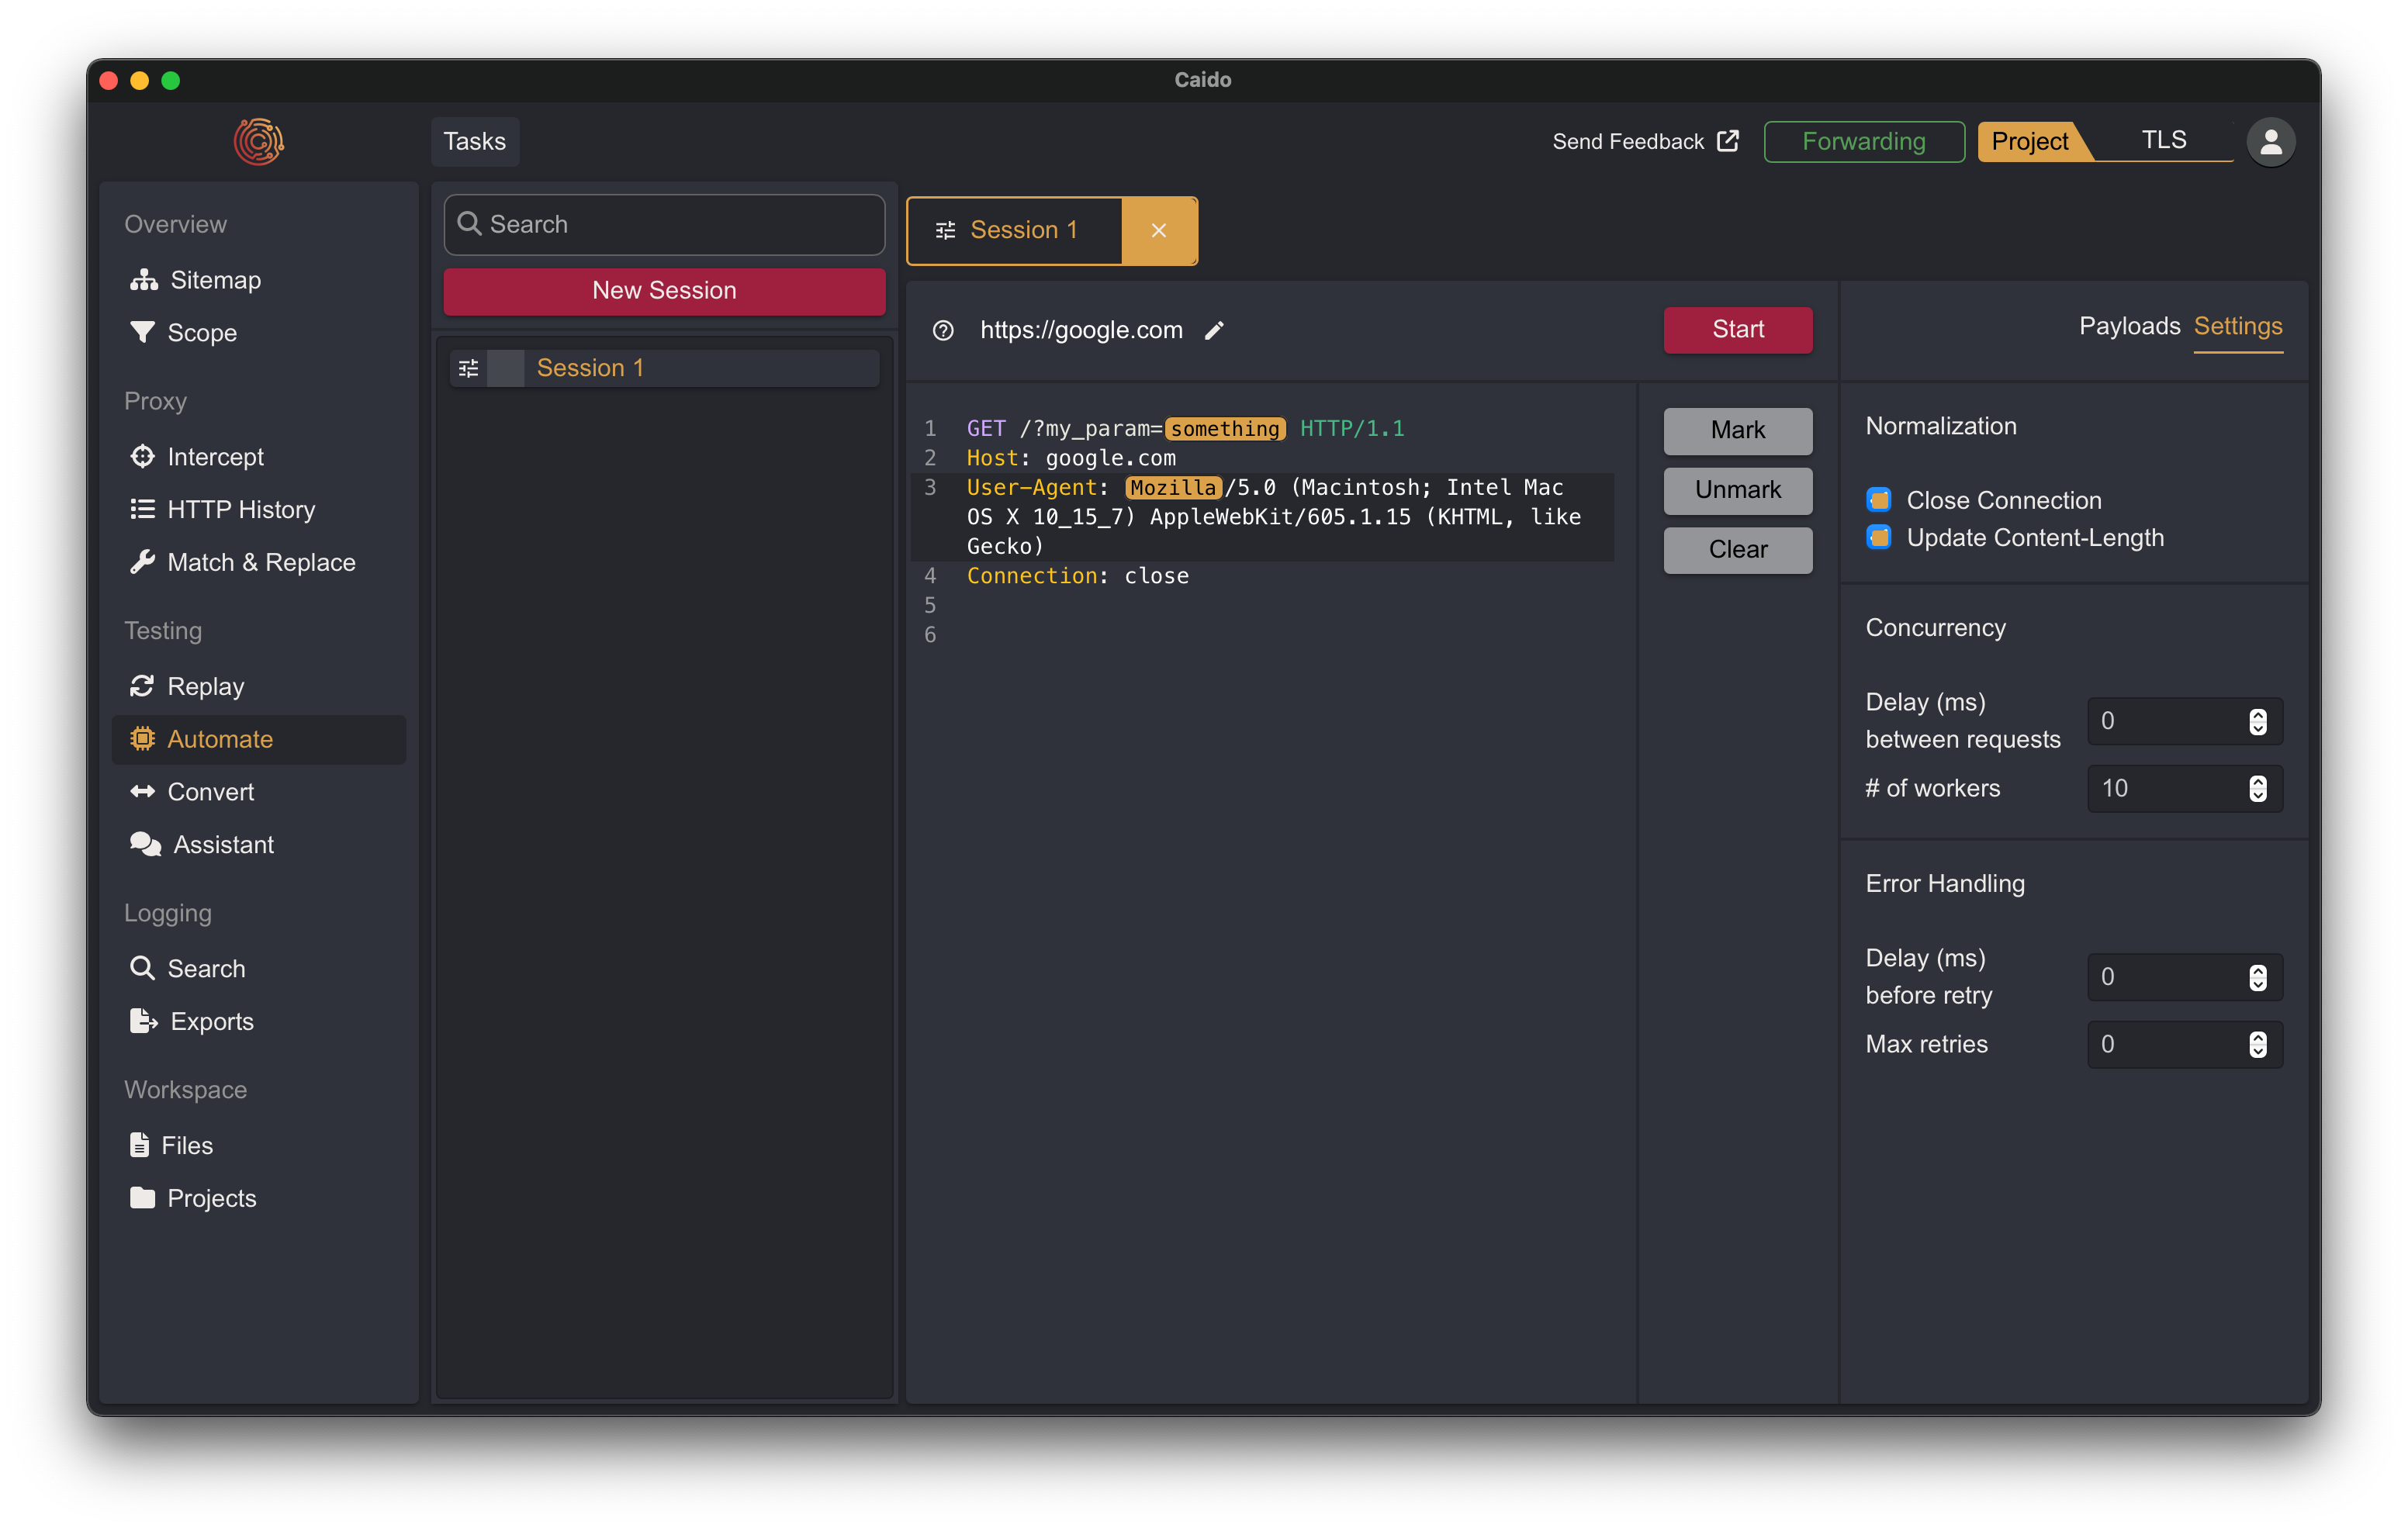 Caido
Tasks
Send Feedback
Forwarding
Project
TLS
Overview
Sitemap
Scope
Proxy
Intercept
HTTP History
Match & Replace
Testing
Replay
Automate
Convert
Assistant
Logging
Search
Exports
Workspace
Files
Projects
Search
New Session
Session 1
Session 1
https://google.com
Start
1 GET /?my_param=something HTTP/1.1
2 Host: google.com
3 User-Agent: Mozilla/5.0 (Macintosh; Intel Mac
OS X 10_15_7) AppleWebKit/605.1.15 (KHTML, like
Gecko)
4 Connection: close
5
6
Mark
Unmark
Clear
Payloads Settings
Normalization
Close Connection
Update Content-Length
Concurrency
Delay (ms)
between requests
0
# of workers
10
Error Handling
Delay (ms)
before retry
0
Max retries
0